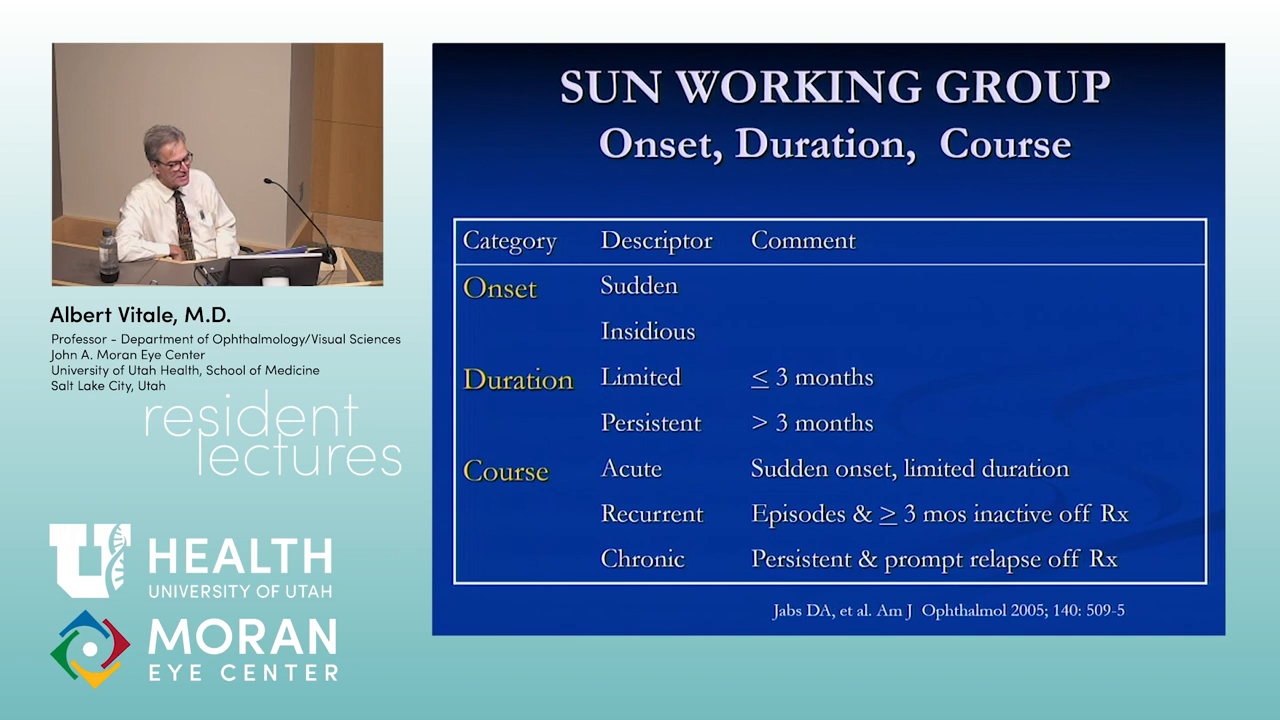 Albert Vitale, M.D.
Professor - Department of Ophthalmology/Visual Sciences
John A. Moran Eye Center
University of Utah Health, School of Medicine
Salt Lake City, Utah
resident
lectures
U HEALTH
UNIVERSITY OF UTAH
MORAN
EYE CENTER
SUN WORKING GROUP
Onset, Duration, Course
Category Descriptor Comment
Onset Sudden
Insidious
Duration Limited ≤ 3 months
Persistent > 3 months
Course Acute Sudden onset, limited duration
Recurrent Episodes & ≥ 3 mos inactive off Rx
Chronic Persistent & prompt relapse off Rx
Jabs DA, et al. Am J Ophthalmol 2005; 140: 509-5